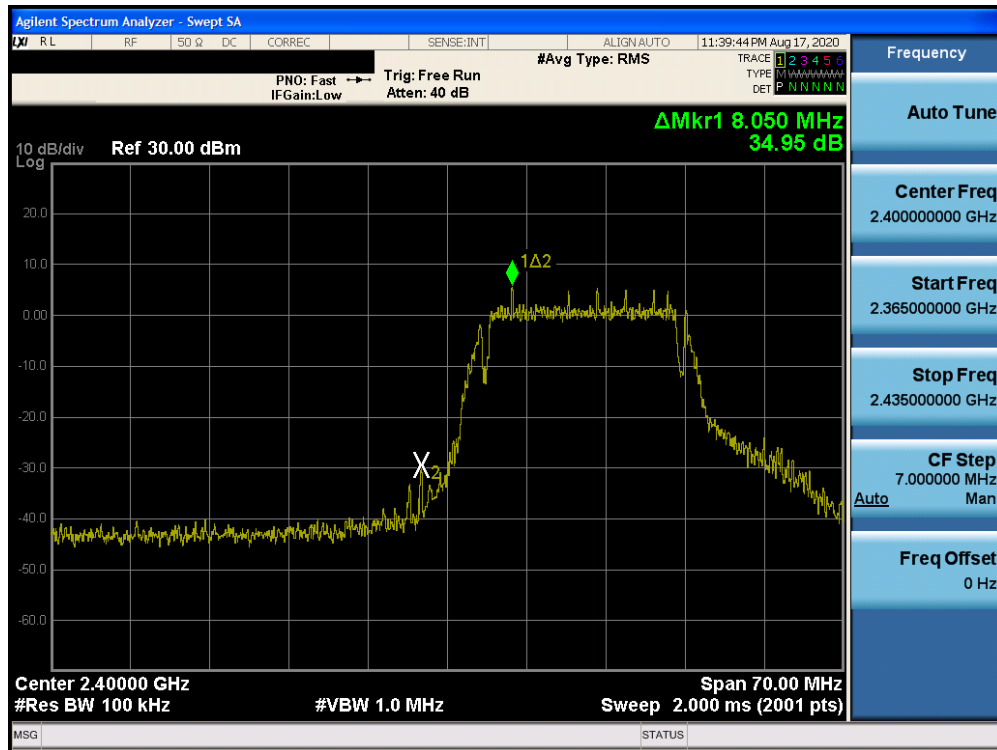 Agilent Spectrum Analyzer - Swept SA
LXI RL RF 50 Ω DC CORREC SENSE:INT ALIGN AUTO 11:39:44 PM Aug 17, 2020
Frequency
#Avg Type: RMS
TRACE 1 2 3 4 5 6
PNO: Fast Trig: Free Run
TYPE M WWWWW
IFGain:Low Atten: 40 dB
DET P N N N N N
Auto Tune
ΔMkr1 8.050 MHz
34.95 dB
10 dB/div Ref 30.00 dBm
Log
Center Freq
2.400000000 GHz
20.0
10.0
1Δ2
Start Freq
2.365000000 GHz
0.00
-10.0
Stop Freq
2.435000000 GHz
-20.0
-30.0
X2
CF Step
7.000000 MHz
Auto Man
-40.0
-50.0
Freq Offset
0 Hz
-60.0
Center 2.40000 GHz Span 70.00 MHz
#Res BW 100 kHz #VBW 1.0 MHz Sweep 2.000 ms (2001 pts)
MSG STATUS